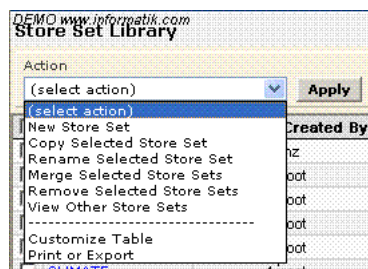 DEMO www.informatik.com
Store Set Library
Action
(select action)
Apply
(select action)
New Store Set
Created By
Copy Selected Store Set
Rename Selected Store Set
Merge Selected Store Sets
Remove Selected Store Sets
View Other Store Sets
--------------------------------
Customize Table
Print or Export